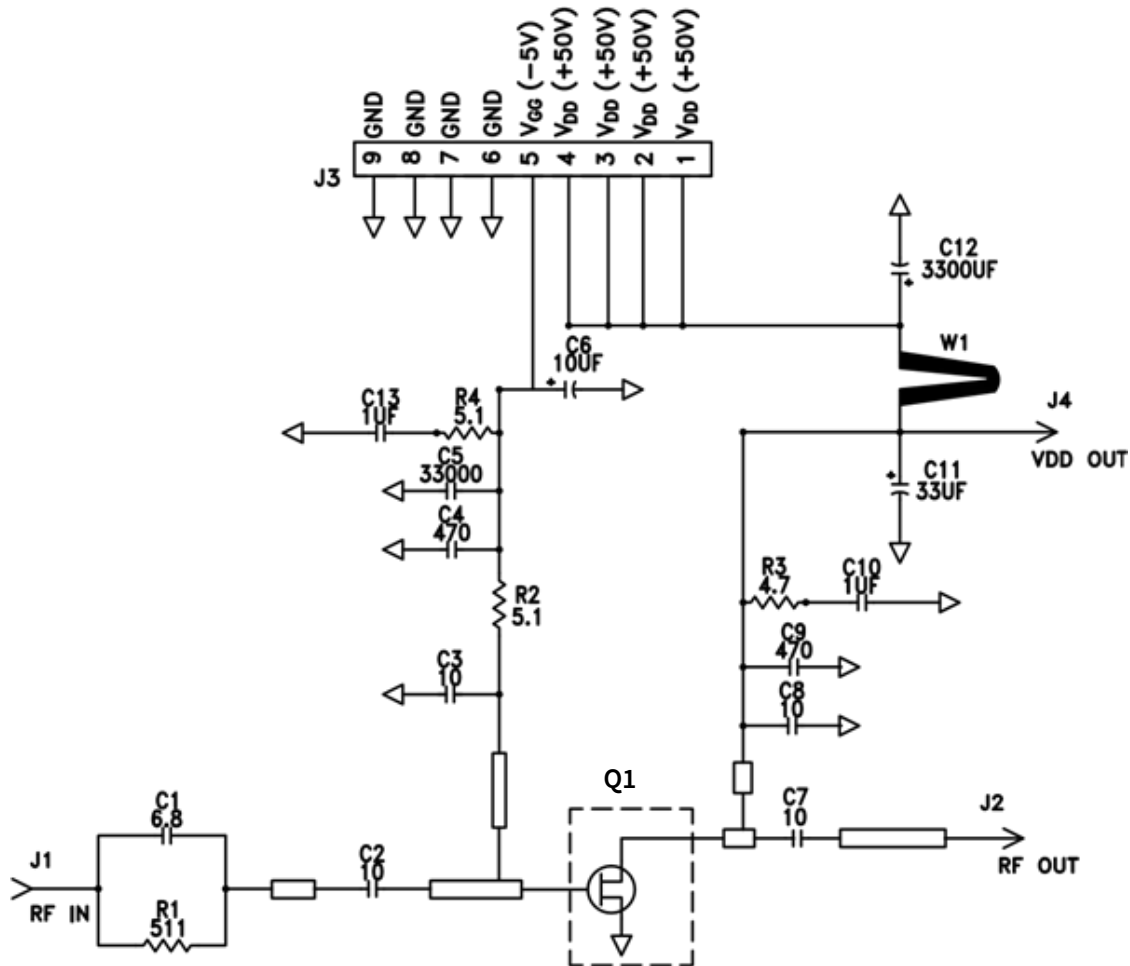 GND
GND
GND
GND
VGG (-5V)
VDD (+50V)
VDD (+50V)
VDD (+50V)
VDD (+50V)
9 8 7 6 5 4 3 2 1
J3
C12
3300UF
+
W1
C6
10UF
+
C13
1UF
R4
5.1
J4
VDD OUT
C5
33000
C11
33UF
+
C4
470
R3
4.7
C10
1UF
R2
5.1
C9
470
C3
10
C8
10
Q1
C1
6.8
C7
10
J2
RF OUT
J1
RF IN
C2
10
R1
511